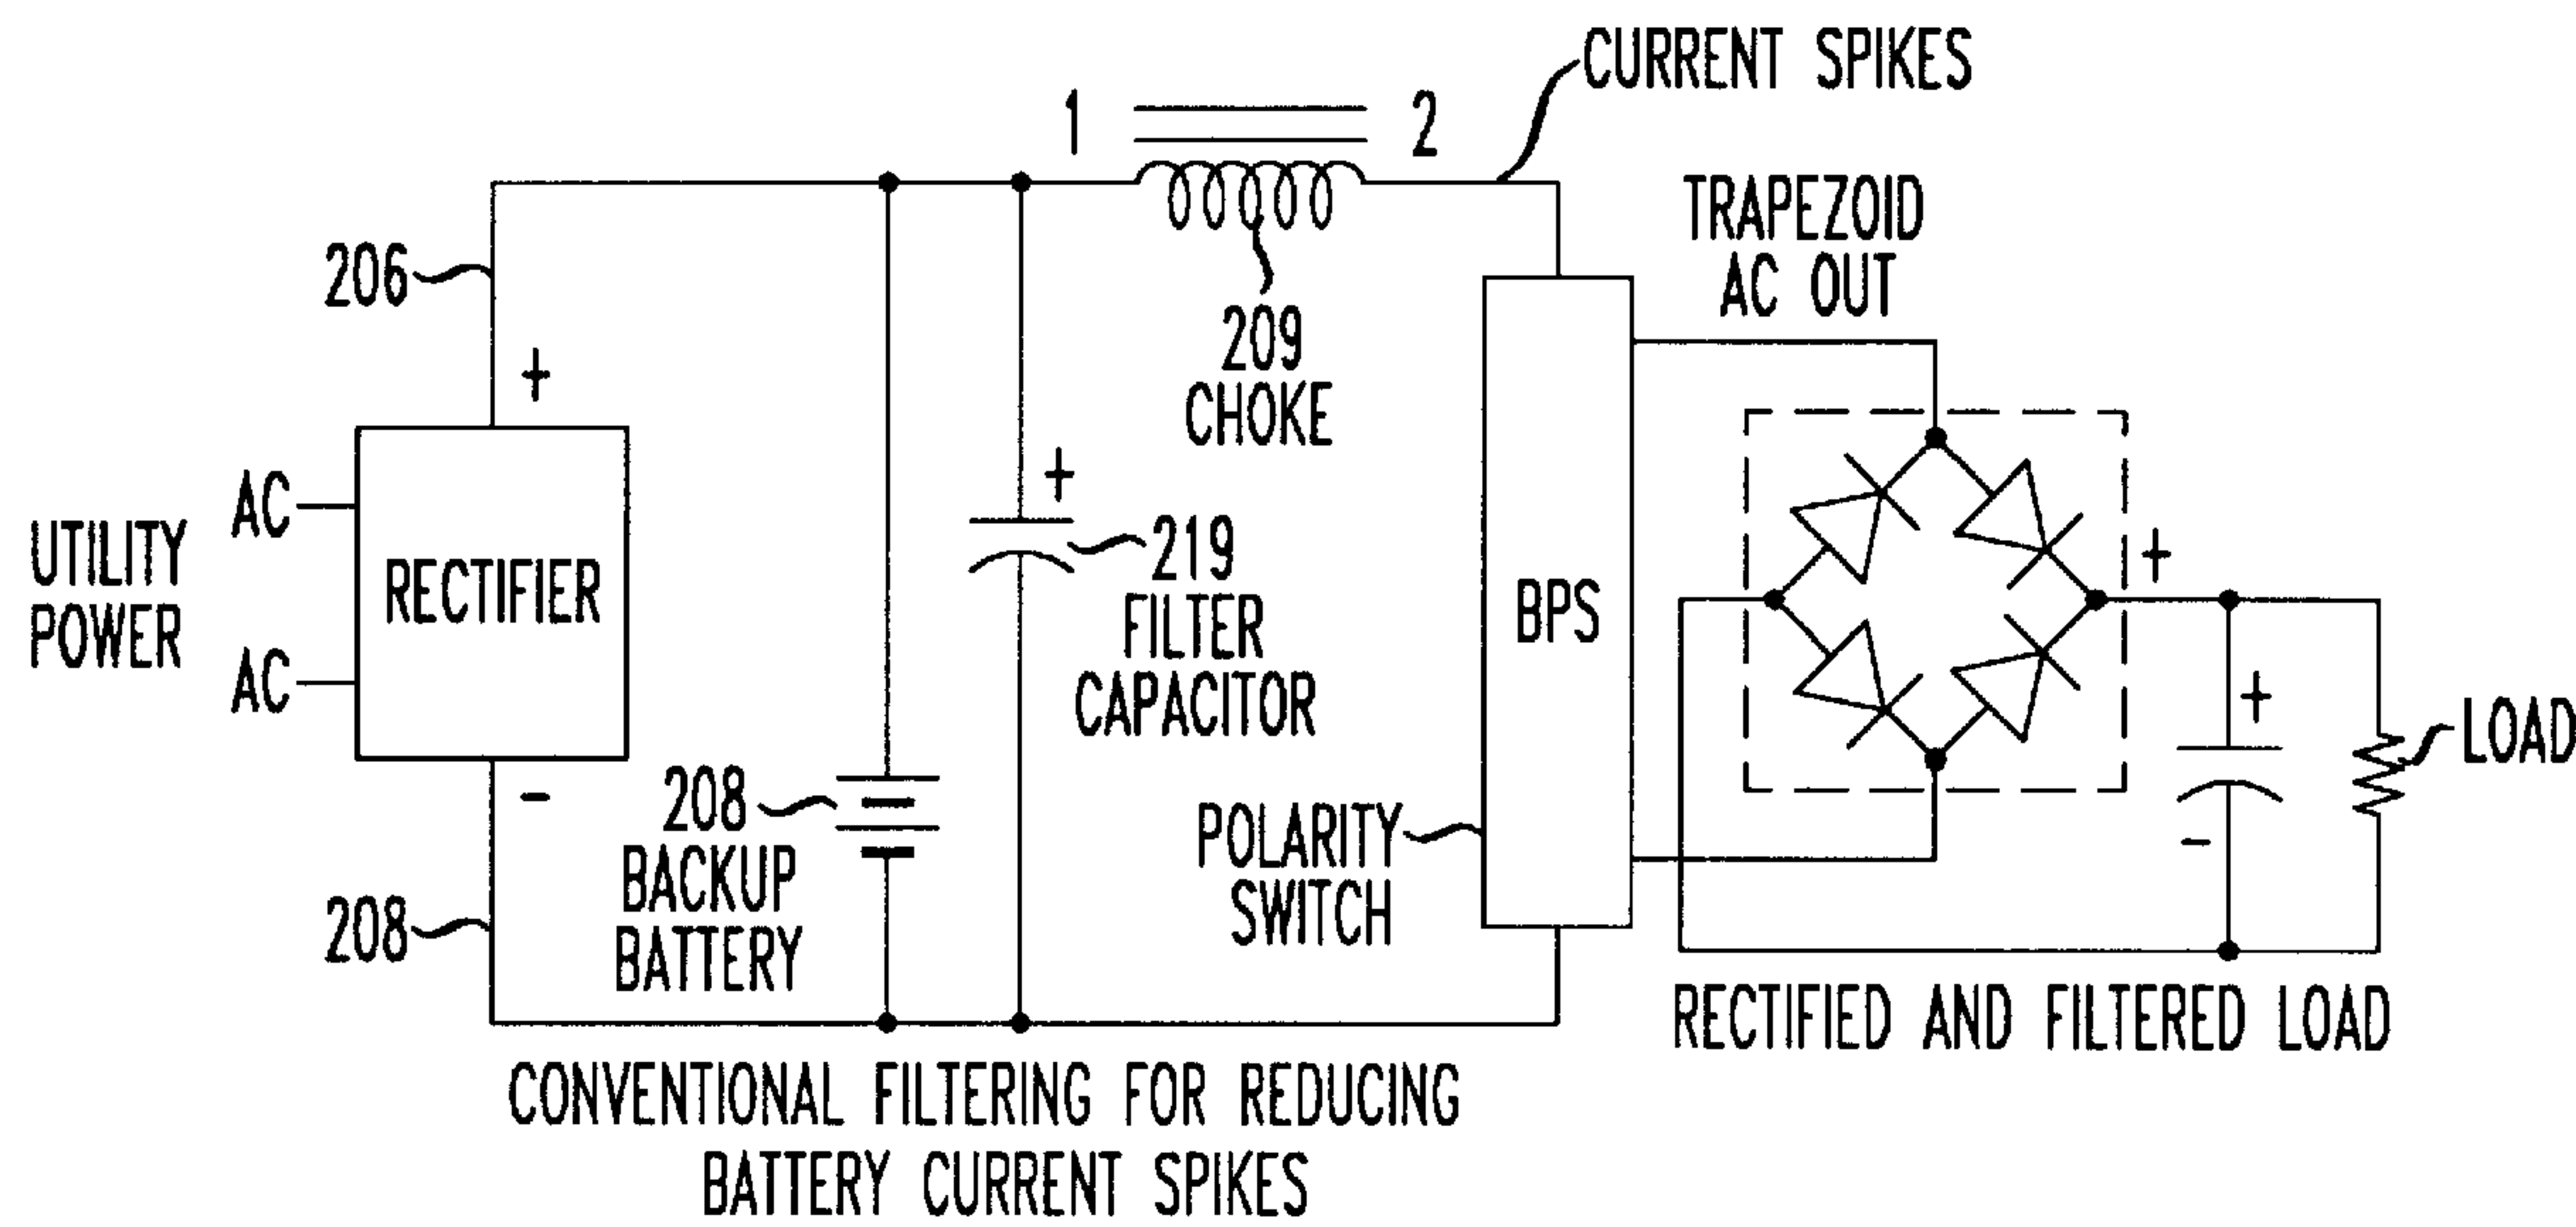 CURRENT SPIKES
1
2
TRAPEZOID
AC OUT
206
209
CHOKE
+
+
AC
UTILITY
POWER
RECTIFIER
AC
219
FILTER
CAPACITOR
BPS
+
+
LOAD
-
208
BACKUP
BATTERY
POLARITY
SWITCH
-
208
RECTIFIED AND FILTERED LOAD
CONVENTIONAL FILTERING FOR REDUCING
BATTERY CURRENT SPIKES